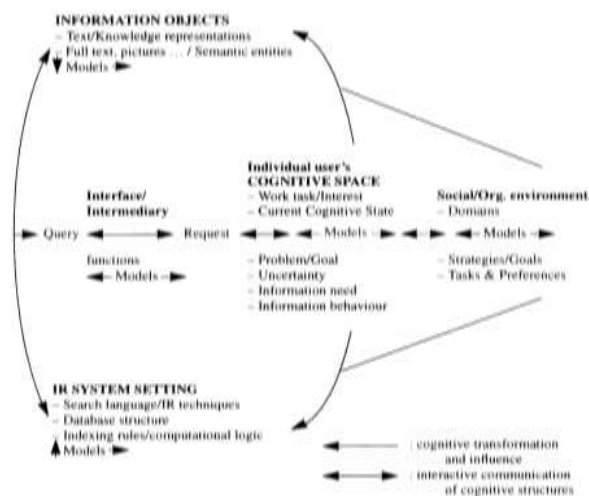 INFORMATION OBJECTS
– Text/Knowledge representations
– Full text, pictures ... / Semantic entities
Models
Individual user's
COGNITIVE SPACE
– Work task/Interest
– Current Cognitive State
Interface/
Intermediary
Social/Org. environment
– Domains
Query
Request
Models
Models
functions
Models
– Problem/Goal
– Uncertainty
– Information need
– Information behaviour
– Strategies/Goals
– Tasks & Preferences
IR SYSTEM SETTING
– Search language/IR techniques
– Database structure
– Indexing rules/computational logic
Models
: cognitive transformation
and influence
: interactive communication
of cognitive structures